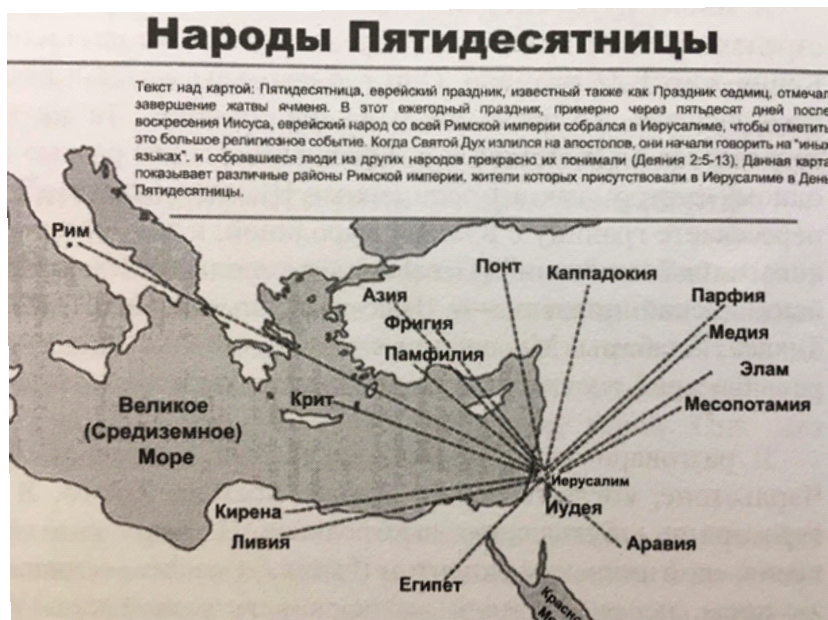 Народы Пятидесятницы
Текст над картой: Пятидесятница, еврейский праздник, известный также как Праздник седмиц, отмечал
завершение жатвы ячменя. В этот ежегодный праздник, примерно через пятьдесят дней после
воскресения Иисуса, еврейский народ со всей Римской империи собрался в Иерусалиме, чтобы отметить
это большое религиозное событие. Когда Святой Дух излился на апостолов, они начали говорить на "иных
языках", и собравшиеся люди из других народов прекрасно их понимали (Деяния 2:5-13). Данная карта
показывает различные районы Римской империи, жители которых присутствовали в Иерусалиме в День
Пятидесятницы.
Рим
Понт
Каппадокия
Азия
Парфия
Фригия
Мидия
Памфилия
Элам
Крит
Месопотамия
Великое
(Средиземное)
Море
Иерусалим
Кирена
Иудея
Ливия
Аравия
Египет
Красно
Мо